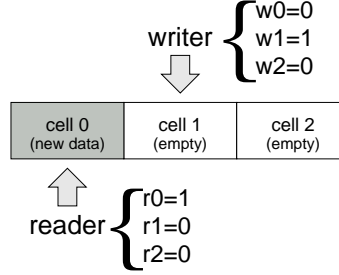 writer
w0=0
w1=1
w2=0
cell 0
(new data)
cell 1
(empty)
cell 2
(empty)
reader
r0=1
r1=0
r2=0